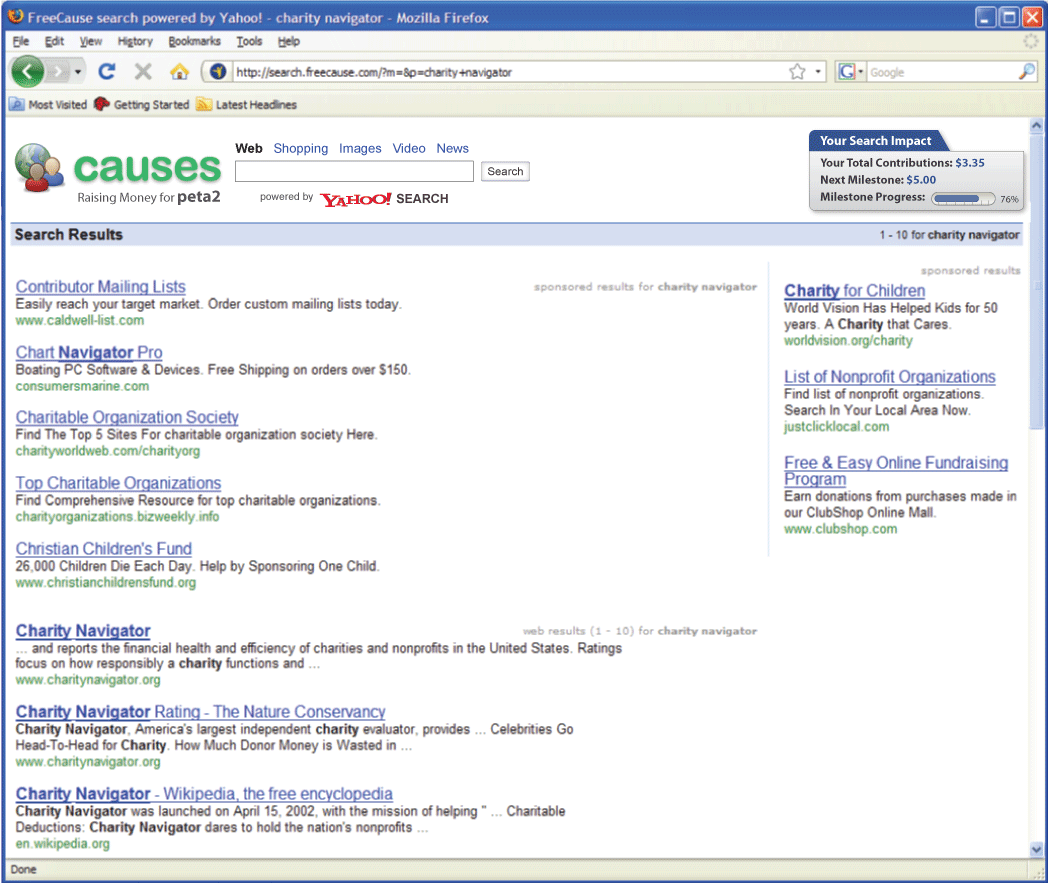 FreeCause search powered by Yahoo! - charity navigator - Mozilla Firefox
File Edit View History Bookmarks Tools Help
http://search.freecause.com/?m=&p=charity+navigator
G Google
Most Visited Getting Started Latest Headlines
causes
Raising Money for peta2
Web Shopping Images Video News
Search
powered by YAHOO! SEARCH
Your Search Impact
Your Total Contributions: $3.35
Next Milestone: $5.00
Milestone Progress: 76%
Search Results
1 - 10 for charity navigator
sponsored results for charity navigator
Contributor Mailing Lists
Easily reach your target market. Order custom mailing lists today.
www.caldwell-list.com
Chart Navigator Pro
Boating PC Software & Devices. Free Shipping on orders over $150.
consumersmarine.com
Charitable Organization Society
Find The Top 5 Sites For charitable organization society Here.
charityworldweb.com/charityorg
Top Charitable Organizations
Find Comprehensive Resource for top charitable organizations.
charityorganizations.bizweekly.info
Christian Children's Fund
26,000 Children Die Each Day. Help by Sponsoring One Child.
www.christianchildrensfund.org
web results (1 - 10) for charity navigator
Charity Navigator
... and reports the financial health and efficiency of charities and nonprofits in the United States. Ratings
focus on how responsibly a charity functions and ...
www.charitynavigator.org
Charity Navigator Rating - The Nature Conservancy
Charity Navigator, America's largest independent charity evaluator, provides ... Celebrities Go
Head-To-Head for Charity. How Much Donor Money is Wasted in ...
www.charitynavigator.org
Charity Navigator - Wikipedia, the free encyclopedia
Charity Navigator was launched on April 15, 2002, with the mission of helping " ... Charitable
Deductions: Charity Navigator dares to hold the nation's nonprofits ...
en.wikipedia.org
sponsored results
Charity for Children
World Vision Has Helped Kids for 50
years. A Charity that Cares.
worldvision.org/charity
List of Nonprofit Organizations
Find list of nonprofit organizations.
Search In Your Local Area Now.
justclicklocal.com
Free & Easy Online Fundraising
Program
Earn donations from purchases made in
our ClubShop Online Mall.
www.clubshop.com
Done